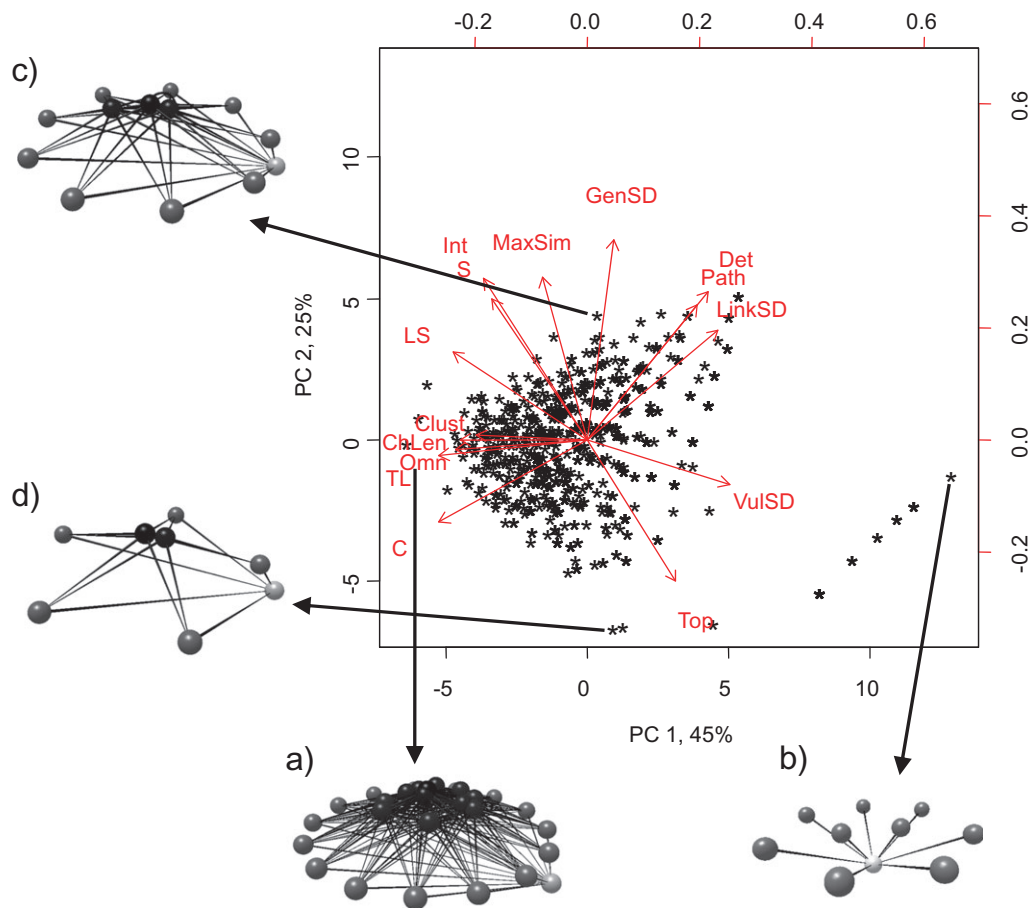 -0.2 0.0 0.2 0.4 0.6
c)
0.6
10
GenSD
Int MaxSim
Det
S
Path
0.4
5
LinkSD
PC 2, 25%
LS
0.2
Clust
0
ChLen
0.0
Omn
TL
VulSD
d)
C
-0.2
-5
Top
-5 0 5 10
PC 1, 45%
a)
b)